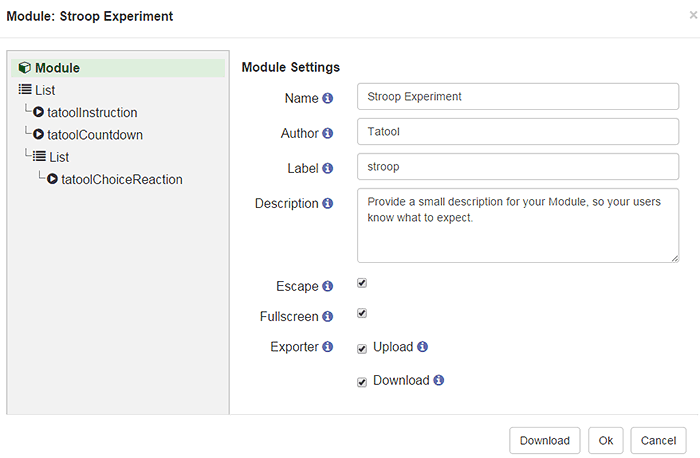 Module: Stroop Experiment
×
Module
List
tatoolInstruction
tatoolCountdown
List
tatoolChoiceReaction
Module Settings
Name
Stroop Experiment
Author
Tatool
Label
stroop
Description
Provide a small description for your Module, so your users
know what to expect.
Escape
Fullscreen
Exporter
Upload
Download
Download
Ok
Cancel